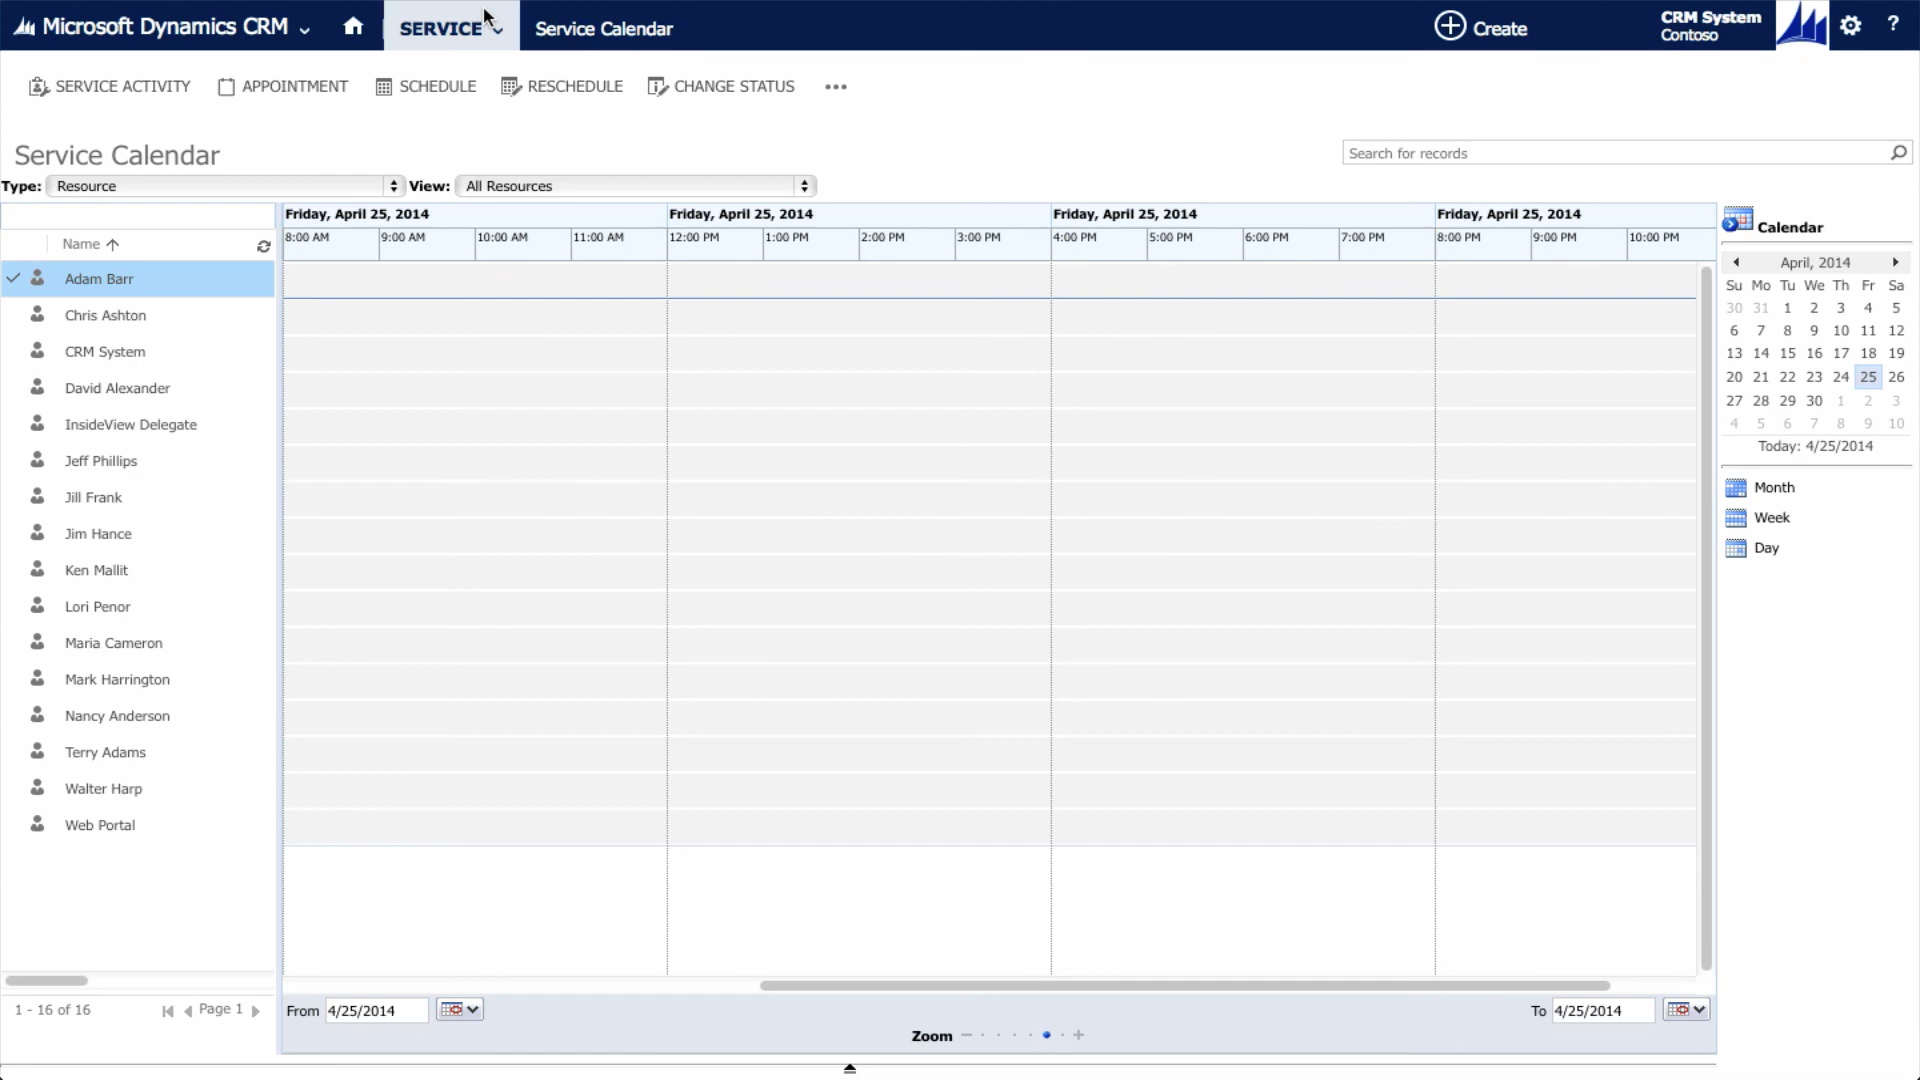 Microsoft Dynamics CRM
SERVICE
Service Calendar
Create
CRM System
Contoso
?
SERVICE ACTIVITY
APPOINTMENT
SCHEDULE
RESCHEDULE
CHANGE STATUS
Service Calendar
Search for records
Type: Resource
View: All Resources
Friday, April 25, 2014 Friday, April 25, 2014 Friday, April 25, 2014 Friday, April 25, 2014
8:00 AM 9:00 AM 10:00 AM 11:00 AM 12:00 PM 1:00 PM 2:00 PM 3:00 PM 4:00 PM 5:00 PM 6:00 PM 7:00 PM 8:00 PM 9:00 PM 10:00 PM
Name
Adam Barr
Chris Ashton
CRM System
David Alexander
InsideView Delegate
Jeff Phillips
Jill Frank
Jim Hance
Ken Mallit
Lori Penor
Maria Cameron
Mark Harrington
Nancy Anderson
Terry Adams
Walter Harp
Web Portal
1 - 16 of 16
Page 1
From 4/25/2014
To 4/25/2014
Zoom
Calendar
April, 2014
Su Mo Tu We Th Fr Sa
30 31 1 2 3 4 5
6 7 8 9 10 11 12
13 14 15 16 17 18 19
20 21 22 23 24 25 26
27 28 29 30 1 2 3
4 5 6 7 8 9 10
Today: 4/25/2014
Month
Week
Day